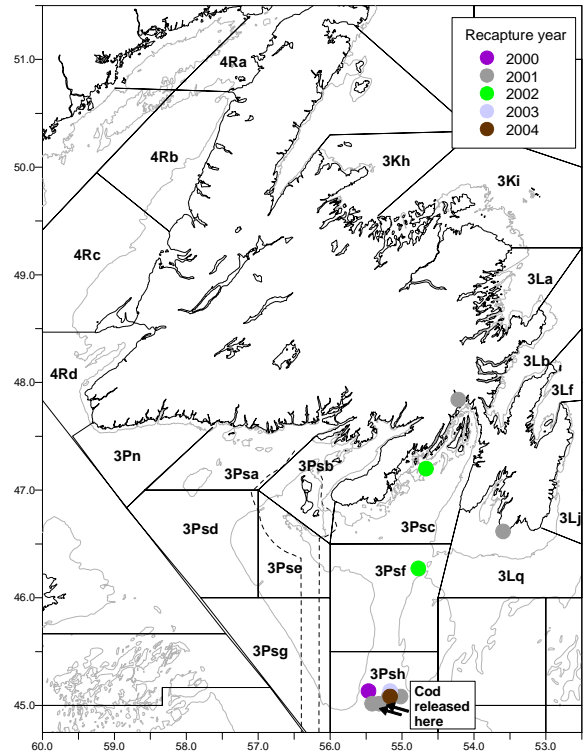 51.0
50.0
49.0
48.0
47.0
46.0
45.0
60.0 59.0 58.0 57.0 56.0 55.0 54.0 53.0
Recapture year
2000
2001
2002
2003
2004
4Ra
4Rb
3Kh
3Ki
4Rc
3La
3Lb
4Rd
3Lf
3Pn
3Psa
3Psb
3Psc
3Lj
3Psd
3Pse
3Psf
3Lq
3Psg
3Psh
Cod
released
here